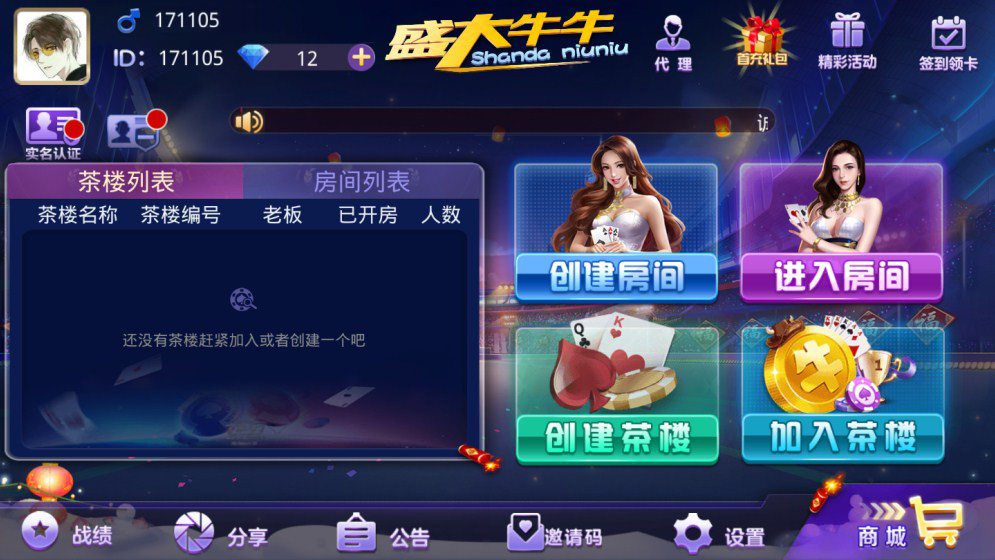 171105
ID: 171105
12
盛大牛牛
Shanda niuniu
代理
首充礼包
精彩活动
签到领卡
实名认证
茶楼列表
房间列表
茶楼名称 茶楼编号 老板 已开房 人数
还没有茶楼赶紧加入或者创建一个吧
创建房间
进入房间
Q
K
创建茶楼
牛
1
加入茶楼
福
福
福
战绩
分享
公告
邀请码
设置
商城